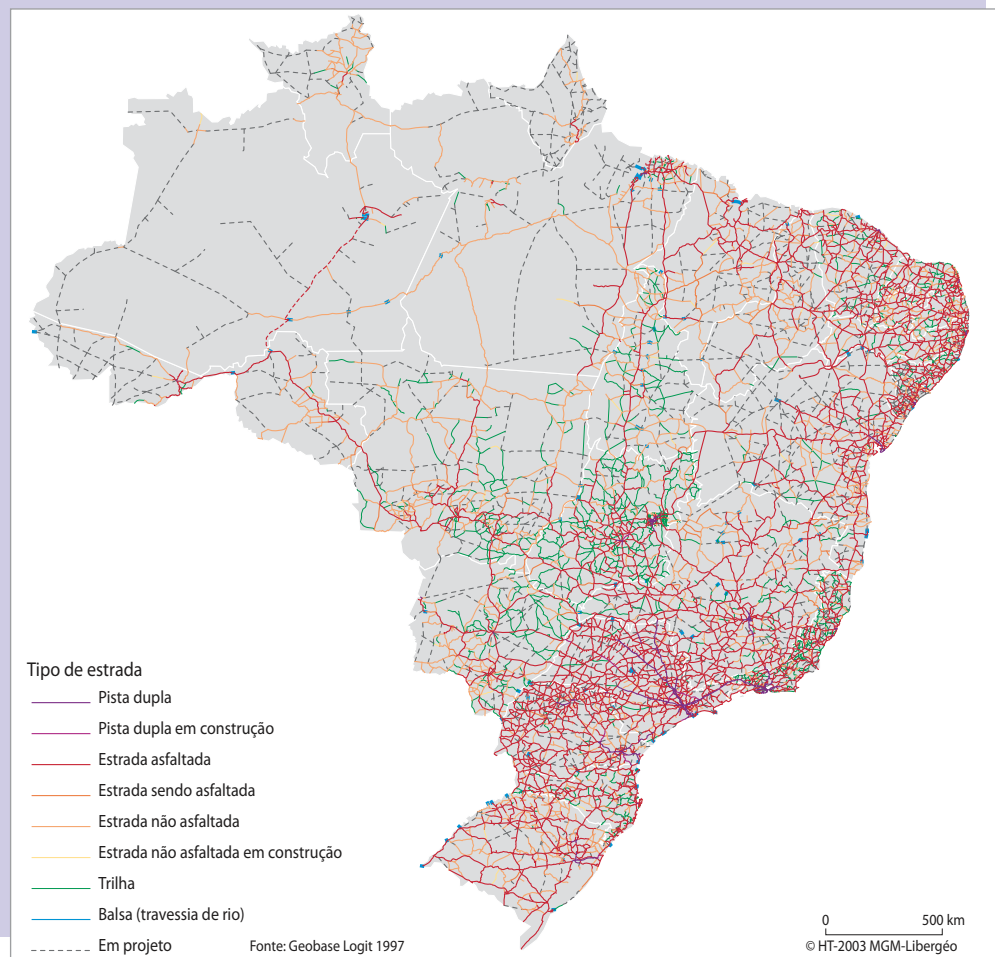 Tipo de estrada
Pista dupla
Pista dupla em construção
Estrada asfaltada
Estrada sendo asfaltada
Estrada não asfaltada
Estrada não asfaltada em construção
Trilha
Balsa (travessia de rio)
Em projeto
Fonte: Geobase Logit 1997
0 500 km
© HT-2003 MGM-Libergéo